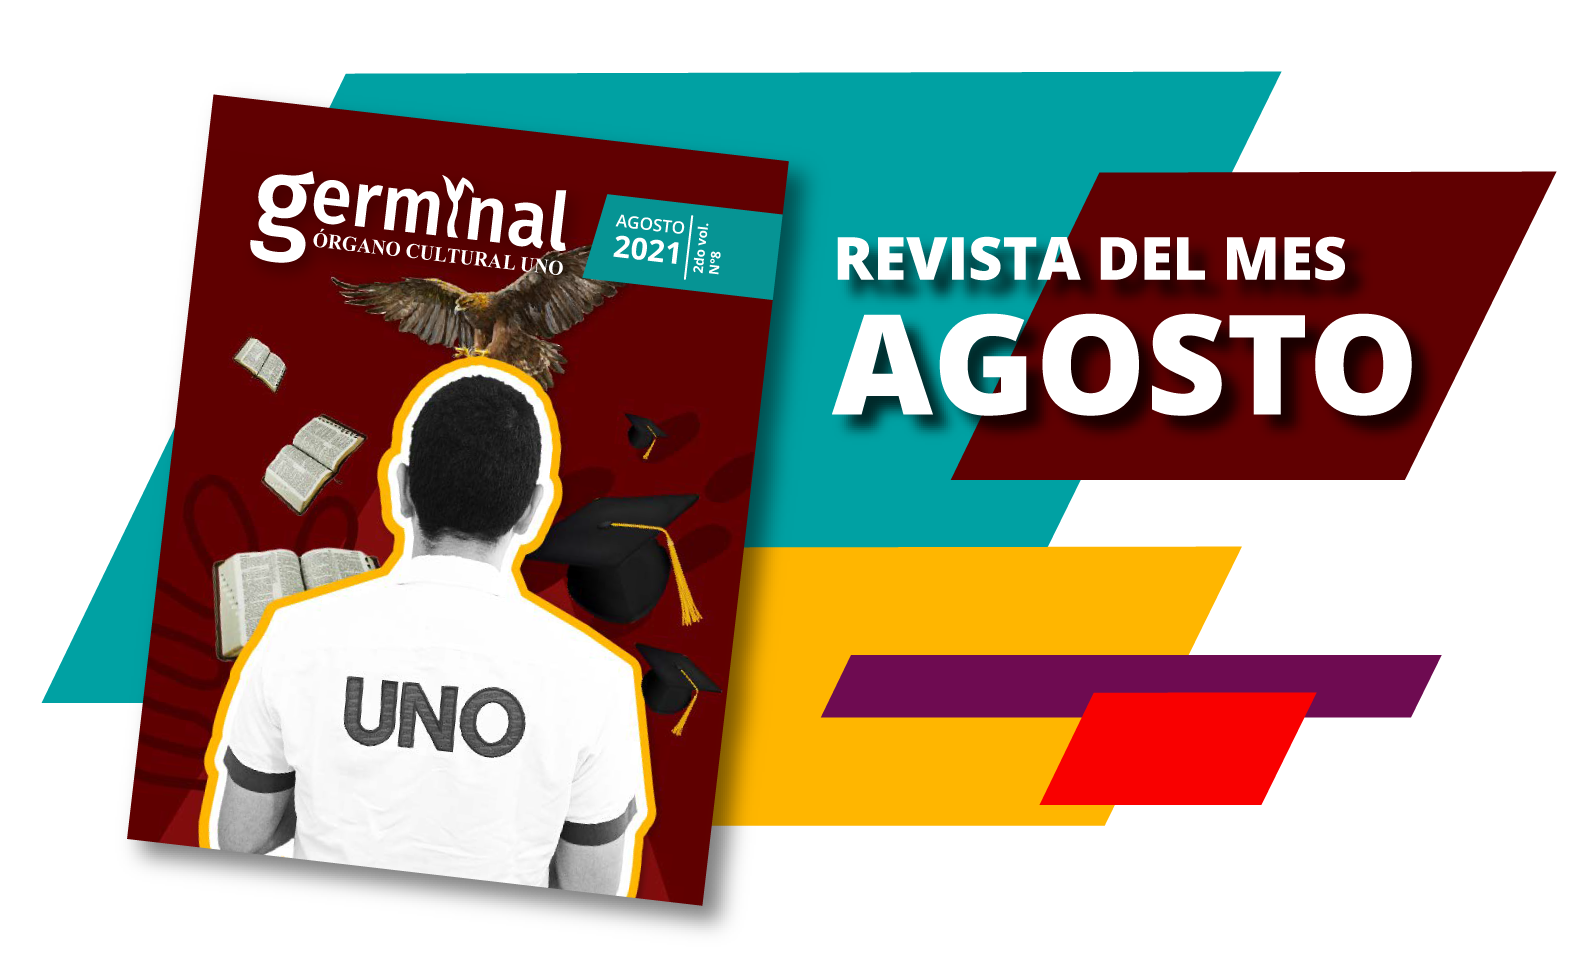 germinal
ÓRGANO CULTURAL UNO
AGOSTO
2021
2do vol.
N°8
UNO
REVISTA DEL MES
AGOSTO